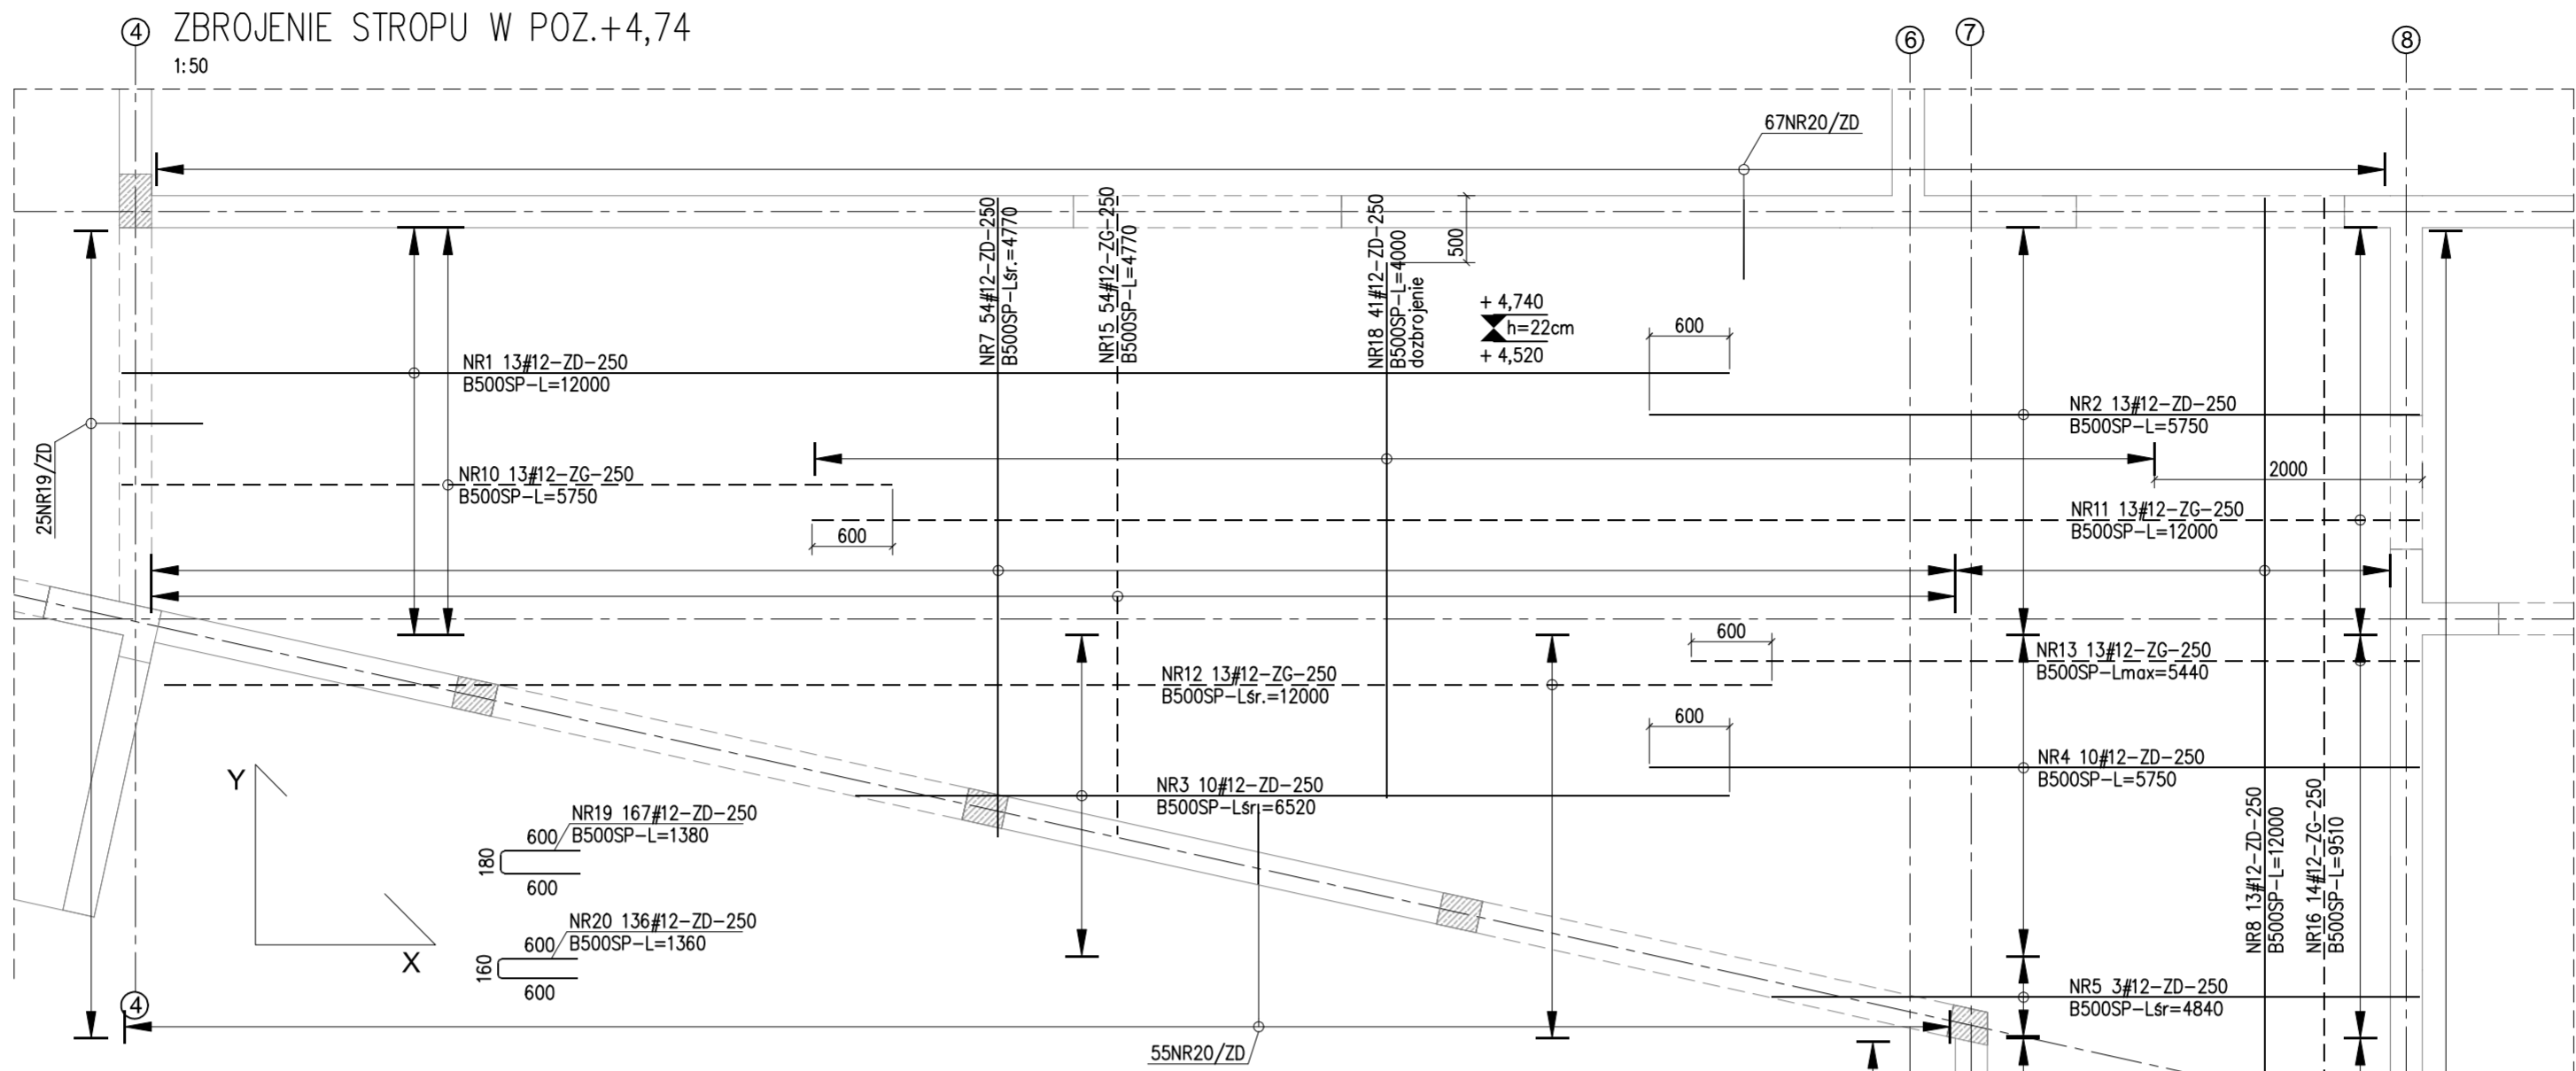 ④ ZBROJENIE STROPU W POZ.+4,74
1:50
⑥ ⑦ ⑧
67NR20/ZD
NR7 54#12-ZD-250
B500SP-Lśr.=4770
NR15 54#12-ZG-250
B500SP-L=4770
NR18 41#12-ZD-250
B500SP-L=4000
dozbrojenie
500
+ 4,740
h=22cm
+ 4,520
600
NR1 13#12-ZD-250
B500SP-L=12000
NR2 13#12-ZD-250
B500SP-L=5750
25NR19/ZD
NR10 13#12-ZG-250
B500SP-L=5750
2000
600
NR11 13#12-ZG-250
B500SP-L=12000
600
NR13 13#12-ZG-250
B500SP-Lmax=5440
NR12 13#12-ZG-250
B500SP-Lśr.=12000
600
NR4 10#12-ZD-250
B500SP-L=5750
NR3 10#12-ZD-250
B500SP-Lśr=6520
Y
X
NR19 167#12-ZD-250
B500SP-L=1380
600
180
600
NR20 136#12-ZD-250
B500SP-L=1360
600
160
600
NR8 13#12-ZD-250
B500SP-L=12000
NR16 14#12-ZG-250
B500SP-L=9510
NR5 3#12-ZD-250
B500SP-Lśr=4840
④
55NR20/ZD